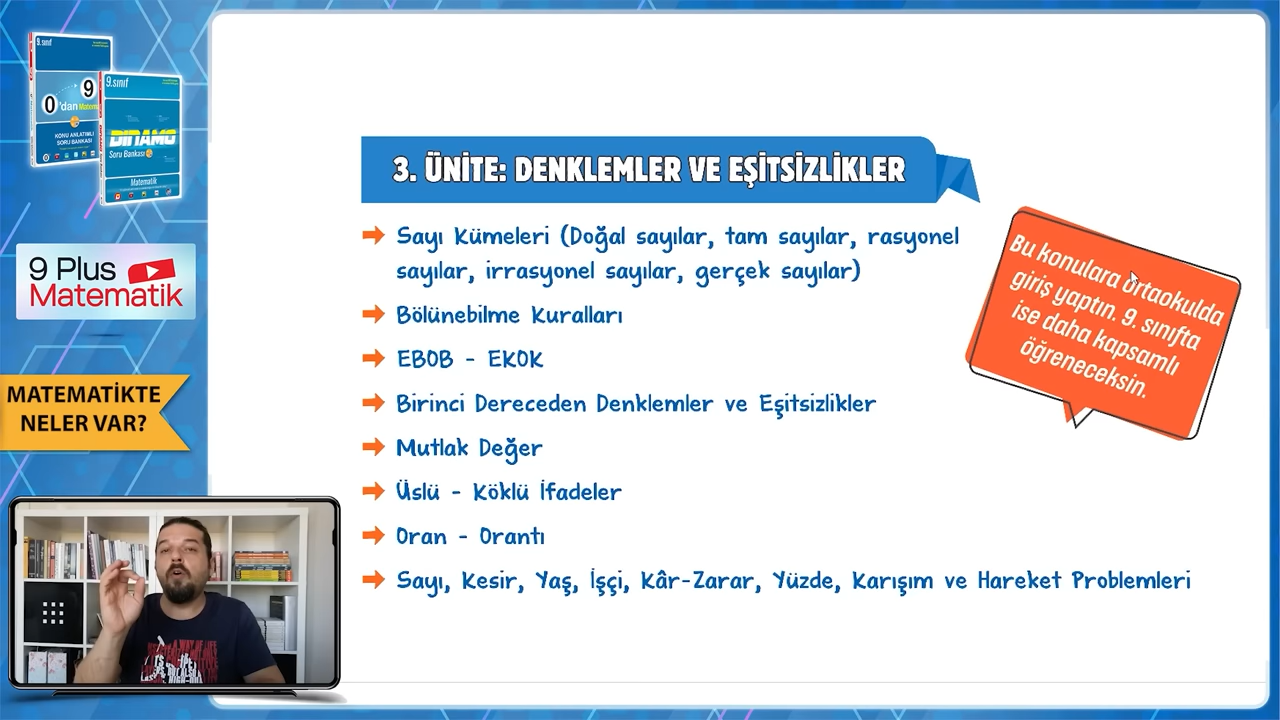 9.sınıf
0'dan
9
KONU ANLATIMLI
SORU BANKASI
9.sınıf
DİNAMO
Soru Bankası
Matematik
9 Plus
Matematik
MATEMATİKTE
NELER VAR?
3. ÜNİTE: DENKLEMLER VE EŞİTSİZLİKLER
Sayı Kümeleri (Doğal sayılar, tam sayılar, rasyonel
sayılar, irrasyonel sayılar, gerçek sayılar)
Bölünebilme Kuralları
EBOB - EKOK
Birinci Dereceden Denklemler ve Eşitsizlikler
Mutlak Değer
Üslü - Köklü İfadeler
Oran - Orantı
Sayı, Kesir, Yaş, İşçi, Kâr-Zarar, Yüzde, Karışım ve Hareket Problemleri
Bu konulara ortaokulda
giriş yaptın. 9. sınıfta
ise daha kapsamlı
öğreneceksin.